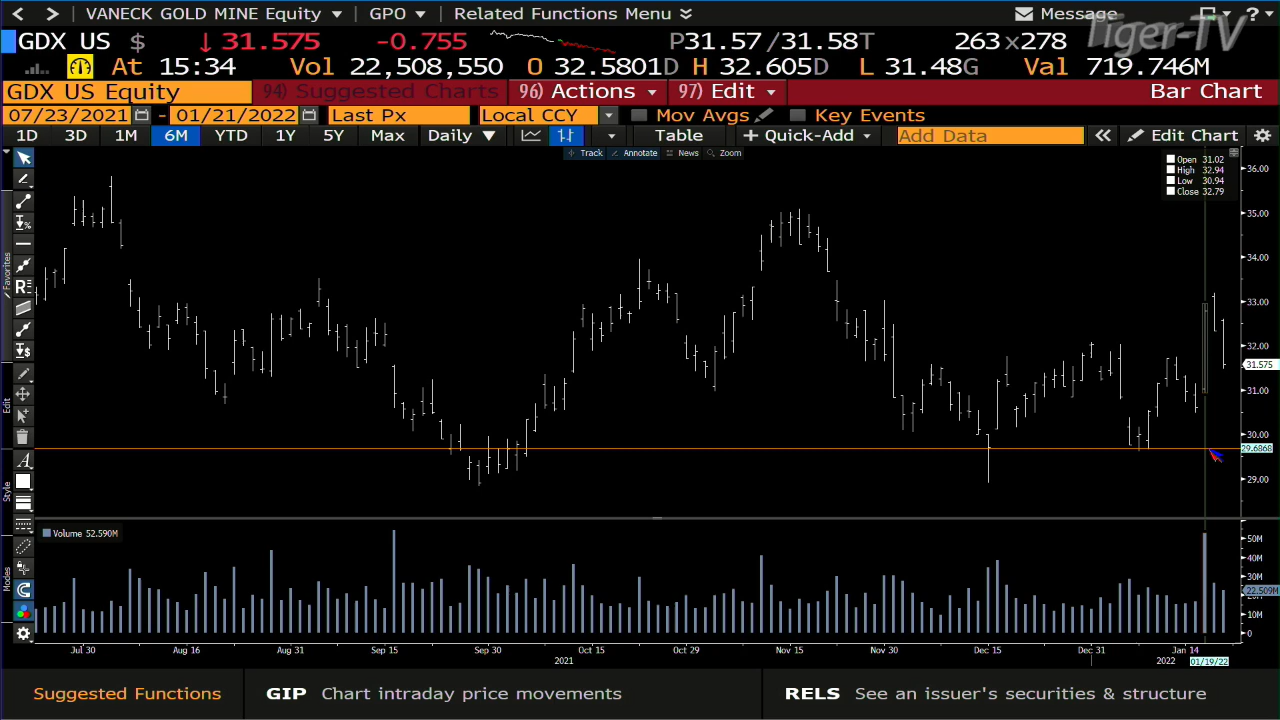 VANECK GOLD MINE Equity GPO Related Functions Menu Message ?
Tiger-TV
GDX US $ ↓31.575 -0.755 P31.57/31.58T 263x278
At 15:34 Vol 22,508,550 O 32.5801D H 32.605D L 31.48G Val 719.746M
GDX US Equity 94) Suggested Charts 96) Actions 97) Edit Bar Chart
07/23/2021 - 01/21/2022 Last Px Local CCY Mov Avgs Key Events
1D 3D 1M 6M YTD 1Y 5Y Max Daily ▼ Table + Quick-Add Add Data « Edit Chart
Track Annotate News Zoom
Open 31.02
High 32.94
Low 30.94
Close 32.79
Favorites
Edit
Style
Modes
36.00
35.00
34.00
33.00
32.00
31.575
31.00
30.00
29.6868
29.00
Volume 52.590M
50M
40M
30M
22.509M
10M
0
Jul 30 Aug 16 Aug 31 Sep 15 Sep 30 Oct 15 Oct 29 Nov 15 Nov 30 Dec 15 Dec 31 Jan 14
2021 2022 01/19/22
Suggested Functions GIP Chart intraday price movements RELS See an issuer's securities & structure